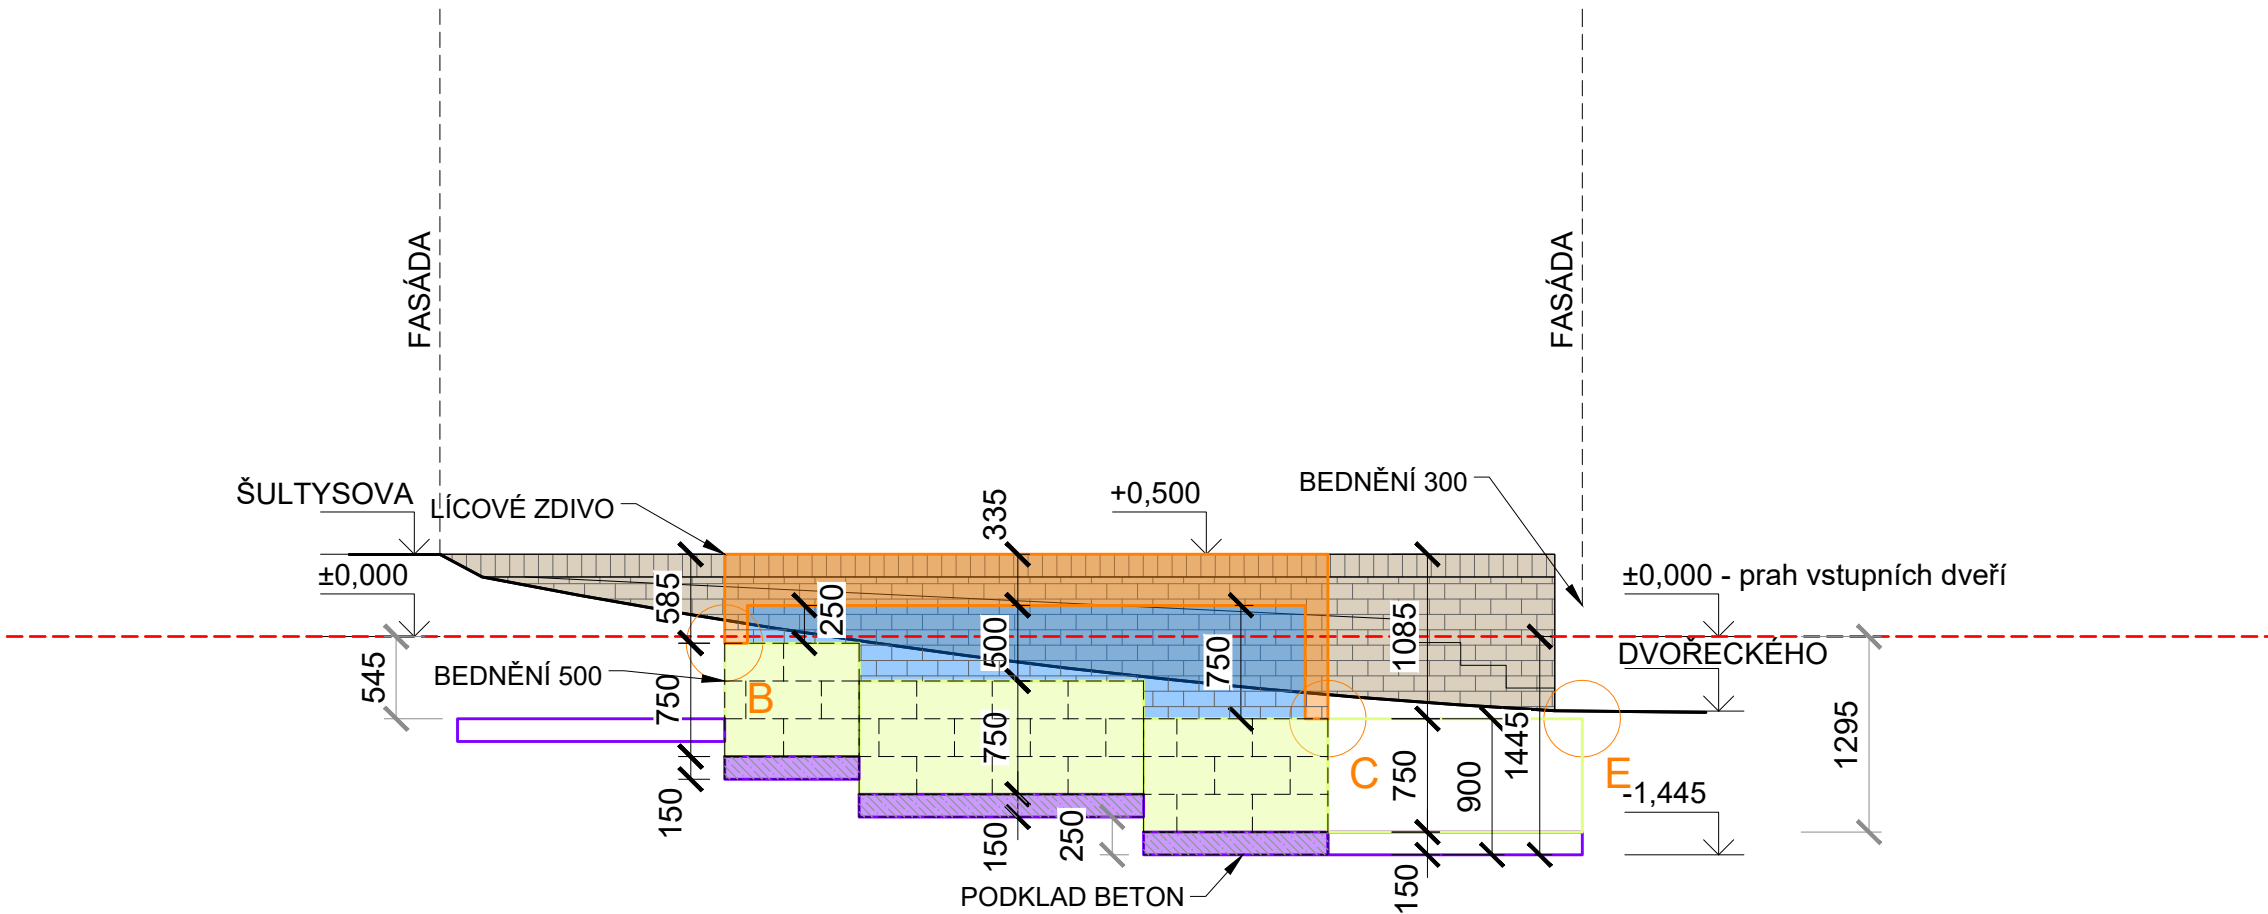 FASÁDA
FASÁDA
ŠULTYSOVA
LÍCOVÉ ZDIVO
335
+0,500
BEDNĚNÍ 300
±0,000
585
250
±0,000 - prah vstupních dveří
545
BEDNĚNÍ 500
750
B
500
750
1085
DVOŘECKÉHO
750
C
750
900
1445
E
-1,445
1295
150
150
250
150
PODKLAD BETON